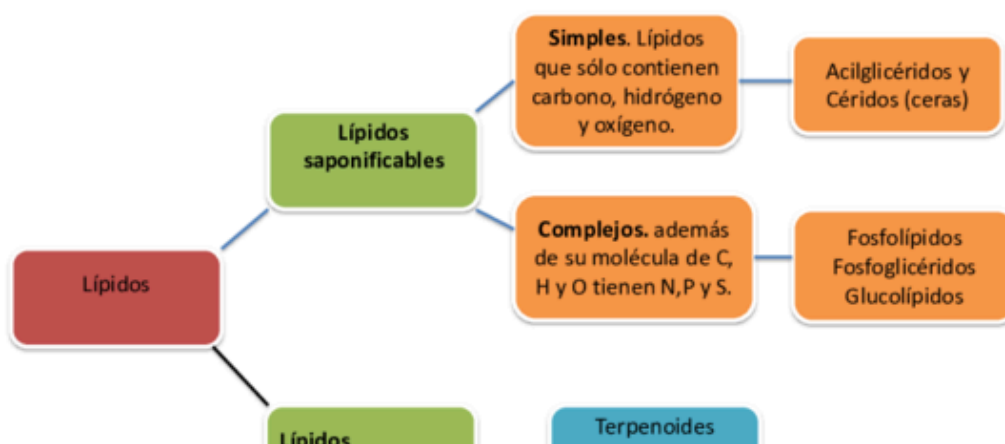 Simples. Lípidos
que sólo contienen
carbono, hidrógeno
y oxígeno.
Acilglicéridos y
Céridos (ceras)
Lípidos
saponificables
Complejos. además
de su molécula de C,
H y O tienen N,P y S.
Fosfolípidos
Fosfoglicéridos
Glucolípidos
Lípidos
Lípidos
Terpenoides